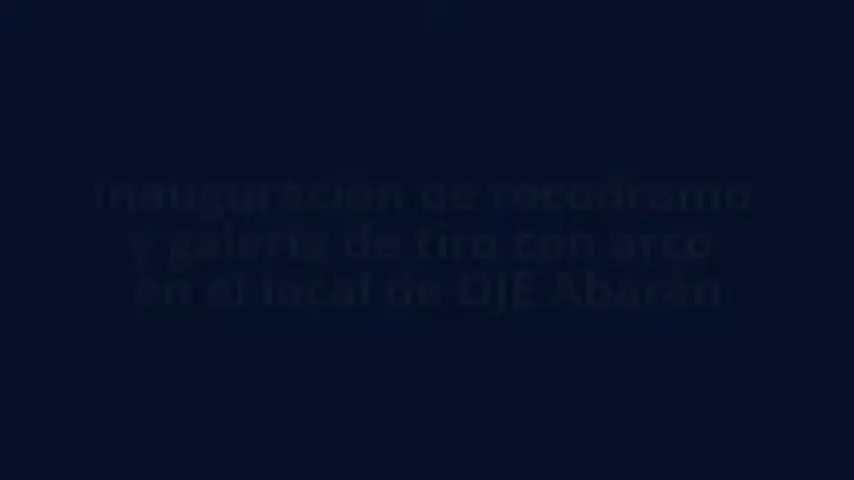 Inauguración de rocódromo
y galería de tiro con arco
en el local de OJE Abarán